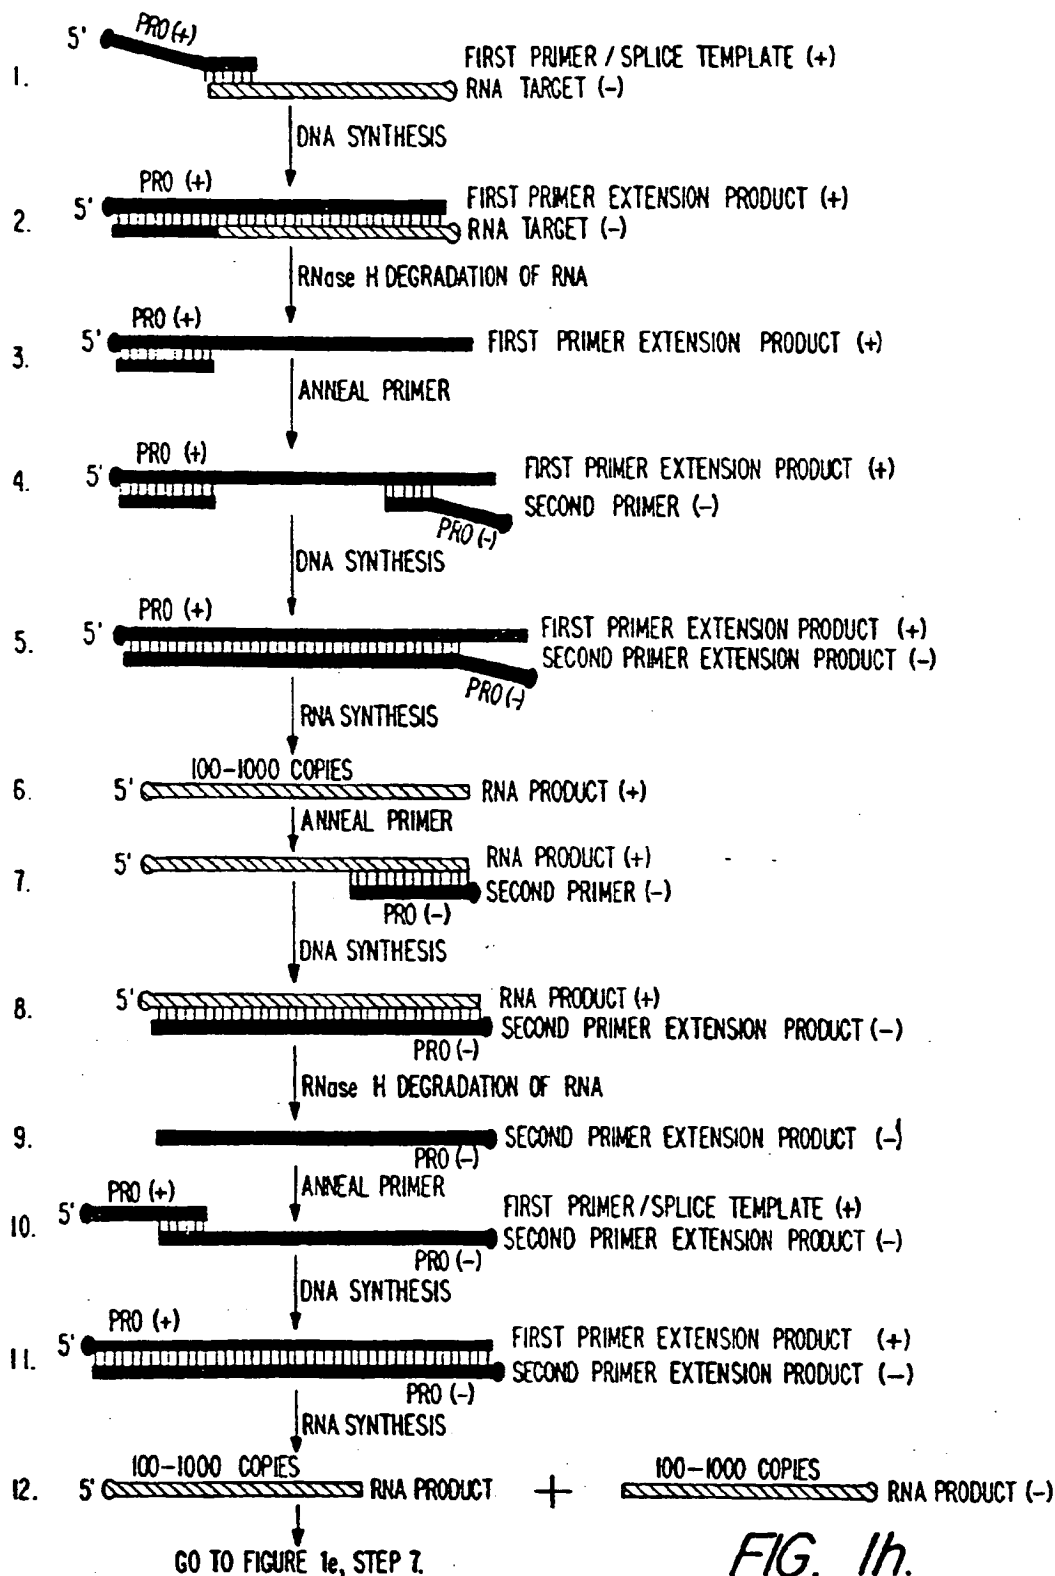 5' PRO (+)
1. FIRST PRIMER / SPLICE TEMPLATE (+)
RNA TARGET (-)
DNA SYNTHESIS
PRO (+)
5' FIRST PRIMER EXTENSION PRODUCT (+)
2. RNA TARGET (-)
RNase H DEGRADATION OF RNA
PRO (+)
5' FIRST PRIMER EXTENSION PRODUCT (+)
3.
ANNEAL PRIMER
PRO (+)
5' FIRST PRIMER EXTENSION PRODUCT (+)
4. SECOND PRIMER (-)
PRO (-)
DNA SYNTHESIS
PRO (+)
5' FIRST PRIMER EXTENSION PRODUCT (+)
5. SECOND PRIMER EXTENSION PRODUCT (-)
PRO (-)
RNA SYNTHESIS
100-1000 COPIES
6. 5' RNA PRODUCT (+)
ANNEAL PRIMER
5' RNA PRODUCT (+)
7. SECOND PRIMER (-)
PRO (-)
DNA SYNTHESIS
5' RNA PRODUCT (+)
8. SECOND PRIMER EXTENSION PRODUCT (-)
PRO (-)
RNase H DEGRADATION OF RNA
9. SECOND PRIMER EXTENSION PRODUCT (-)
PRO (-)
ANNEAL PRIMER
PRO (+)
5' FIRST PRIMER/SPLICE TEMPLATE (+)
10. SECOND PRIMER EXTENSION PRODUCT (-)
PRO (-)
DNA SYNTHESIS
PRO (+)
5' FIRST PRIMER EXTENSION PRODUCT (+)
11. SECOND PRIMER EXTENSION PRODUCT (-)
PRO (-)
RNA SYNTHESIS
100-1000 COPIES 100-1000 COPIES
12. 5' RNA PRODUCT + RNA PRODUCT (-)
GO TO FIGURE 1e, STEP 7.
FIG. 1h.